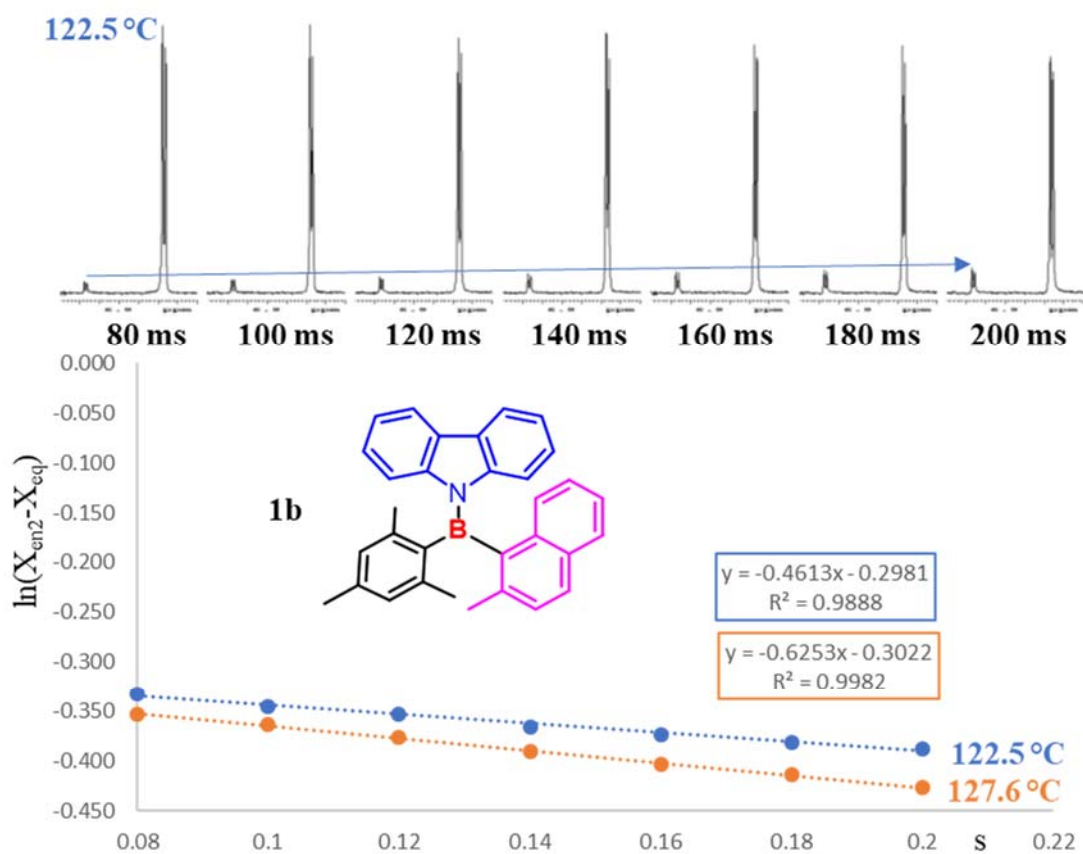 122.5 °C
80 ms 100 ms 120 ms 140 ms 160 ms 180 ms 200 ms
ln(X_en2-X_eq)
0.000
-0.050
-0.100
-0.150
-0.200
-0.250
-0.300
-0.350
-0.400
-0.450
1b
N
B
y = -0.4613x - 0.2981
R² = 0.9888
y = -0.6253x - 0.3022
R² = 0.9982
122.5 °C
127.6 °C
0.08 0.1 0.12 0.14 0.16 0.18 0.2 s 0.22